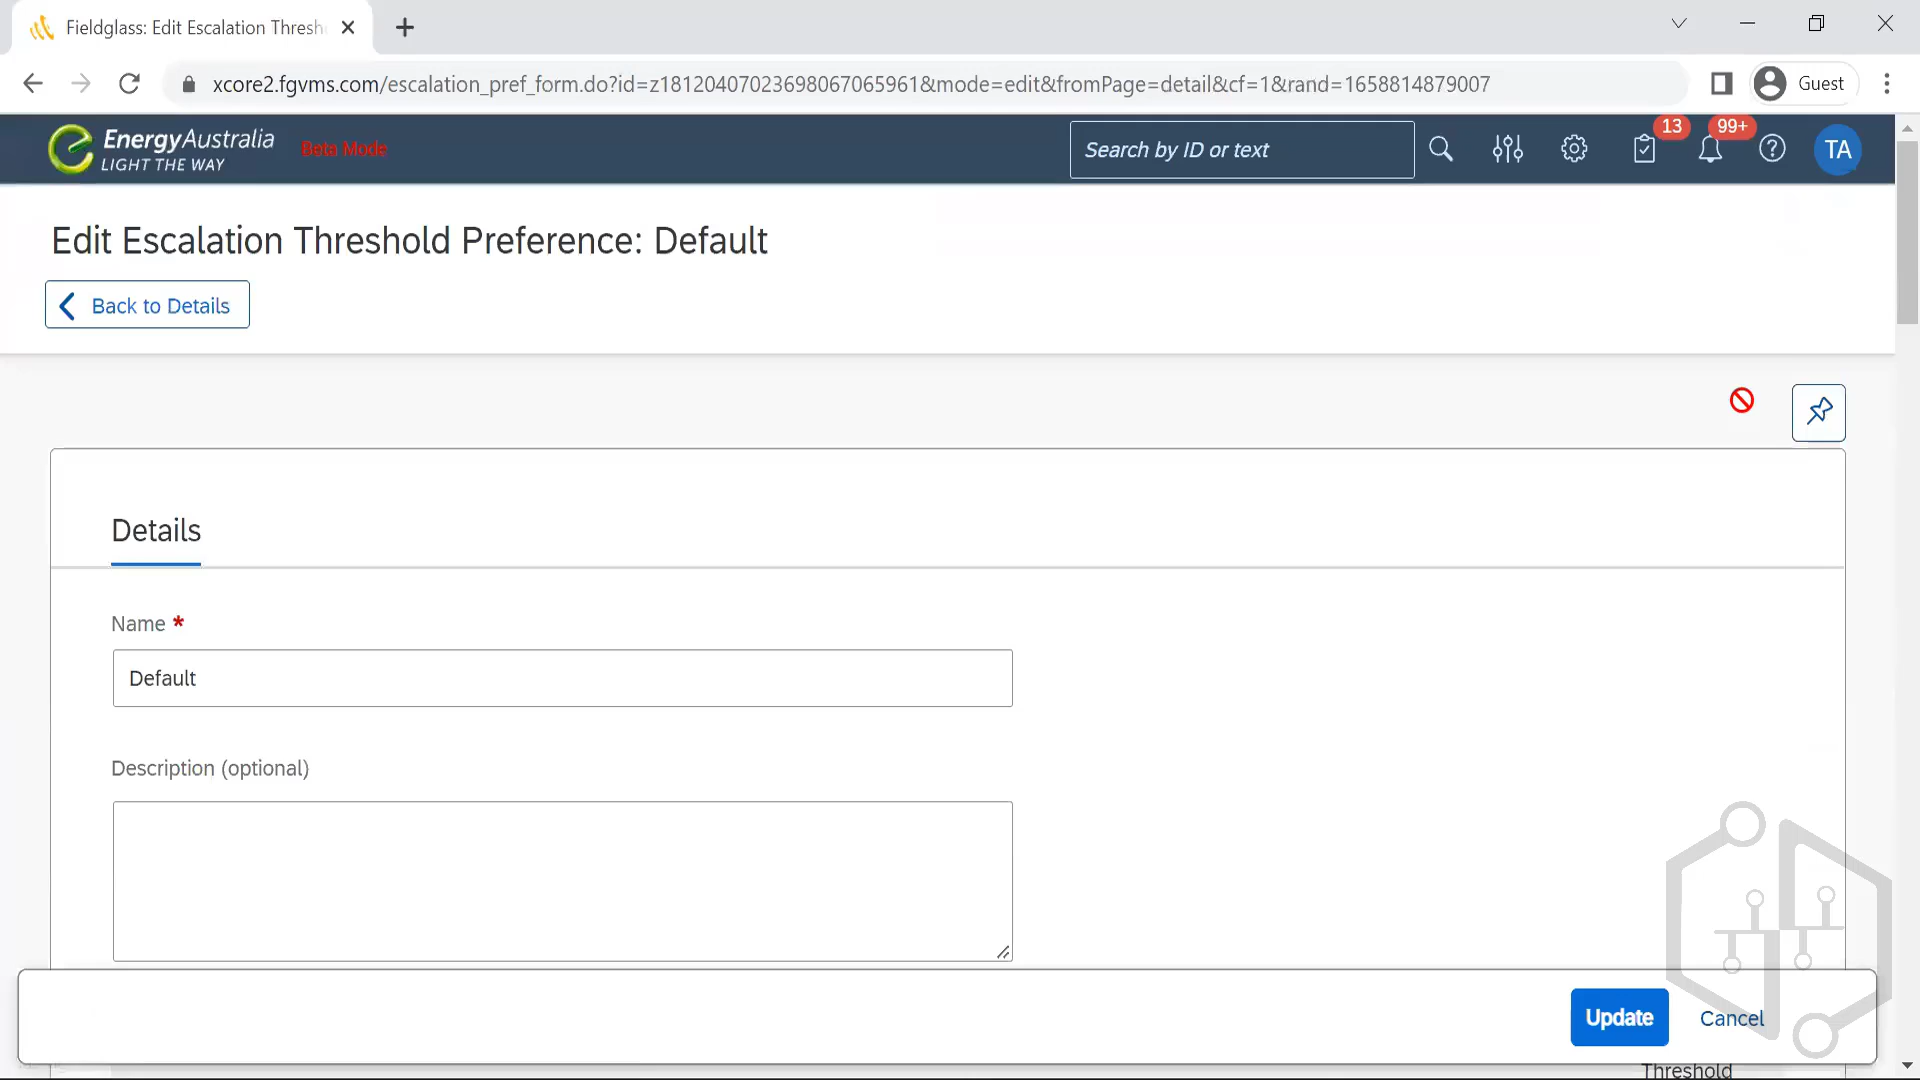 Fieldglass: Edit Escalation Thresh
xcore2.fgvms.com/escalation_pref_form.do?id=z18120407023698067065961&mode=edit&fromPage=detail&cf=1&rand=1658814879007
Guest
EnergyAustralia
LIGHT THE WAY
Beta Mode
Search by ID or text
13
99+
TA
Edit Escalation Threshold Preference: Default
Back to Details
Details
Name *
Default
Description (optional)
Update
Cancel
Threshold